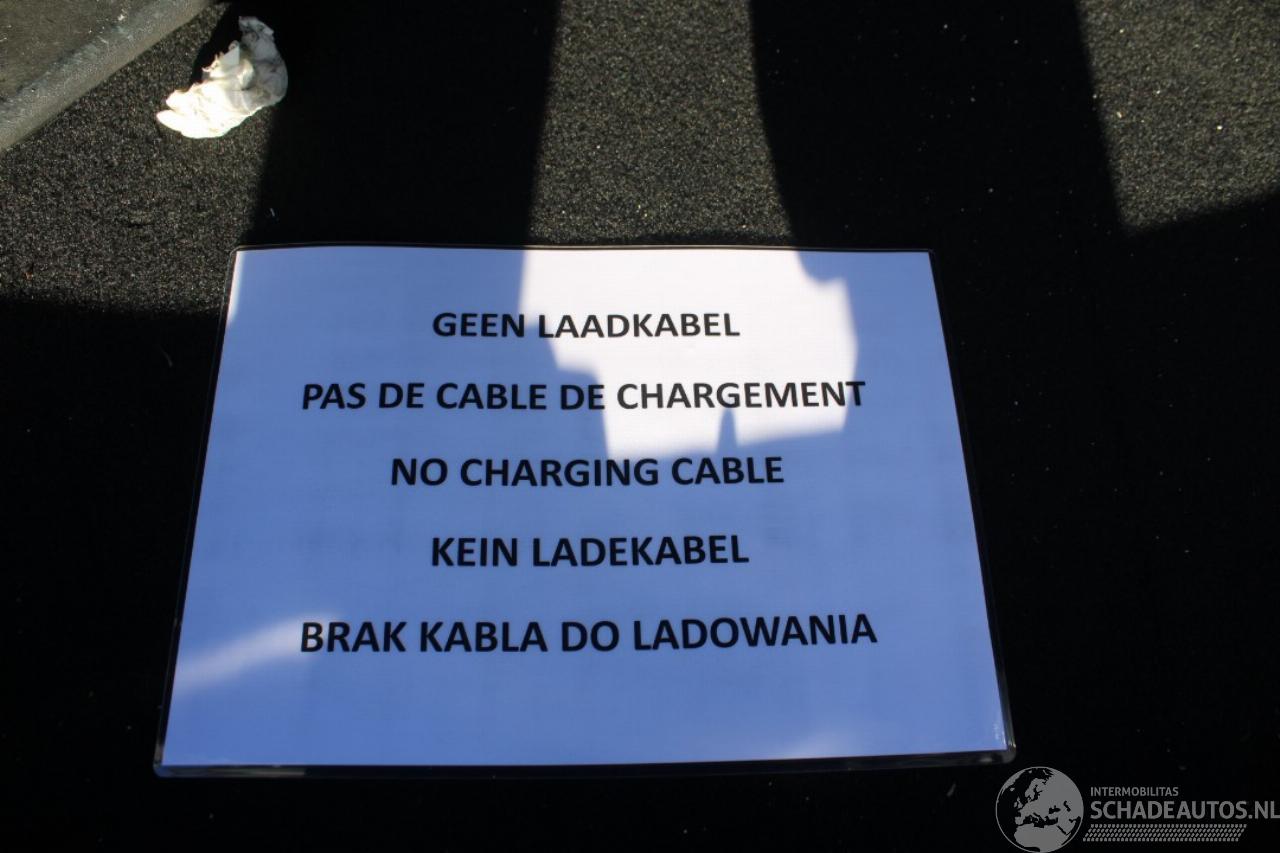 GEEN LAADKABEL
PAS DE CABLE DE CHARGEMENT
NO CHARGING CABLE
KEIN LADEKABEL
BRAK KABLA DO LADOWANIA
INTERMOBILITAS
SCHADEAUTOS.NL